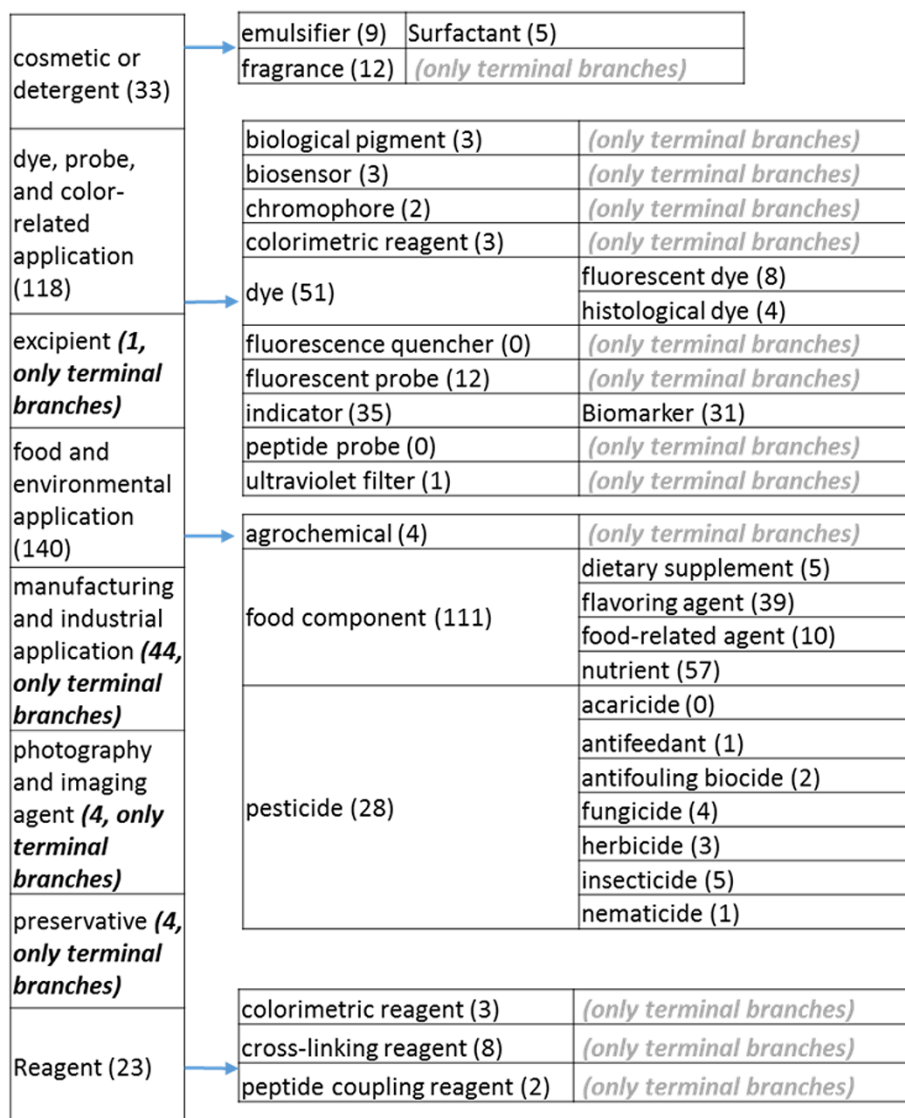 cosmetic or
detergent (33)
emulsifier (9) Surfactant (5)
fragrance (12) (only terminal branches)
dye, probe,
and color-
related
application
(118)
biological pigment (3) (only terminal branches)
biosensor (3) (only terminal branches)
chromophore (2) (only terminal branches)
colorimetric reagent (3) (only terminal branches)
dye (51)
fluorescent dye (8)
histological dye (4)
fluorescence quencher (0) (only terminal branches)
fluorescent probe (12) (only terminal branches)
indicator (35) Biomarker (31)
peptide probe (0) (only terminal branches)
ultraviolet filter (1) (only terminal branches)
excipient (1,
only terminal
branches)
food and
environmental
application
(140)
agrochemical (4) (only terminal branches)
food component (111)
dietary supplement (5)
flavoring agent (39)
food-related agent (10)
nutrient (57)
pesticide (28)
acaricide (0)
antifeedant (1)
antifouling biocide (2)
fungicide (4)
herbicide (3)
insecticide (5)
nematicide (1)
manufacturing
and industrial
application (44,
only terminal
branches)
photography
and imaging
agent (4, only
terminal
branches)
preservative (4,
only terminal
branches)
Reagent (23)
colorimetric reagent (3) (only terminal branches)
cross-linking reagent (8) (only terminal branches)
peptide coupling reagent (2) (only terminal branches)